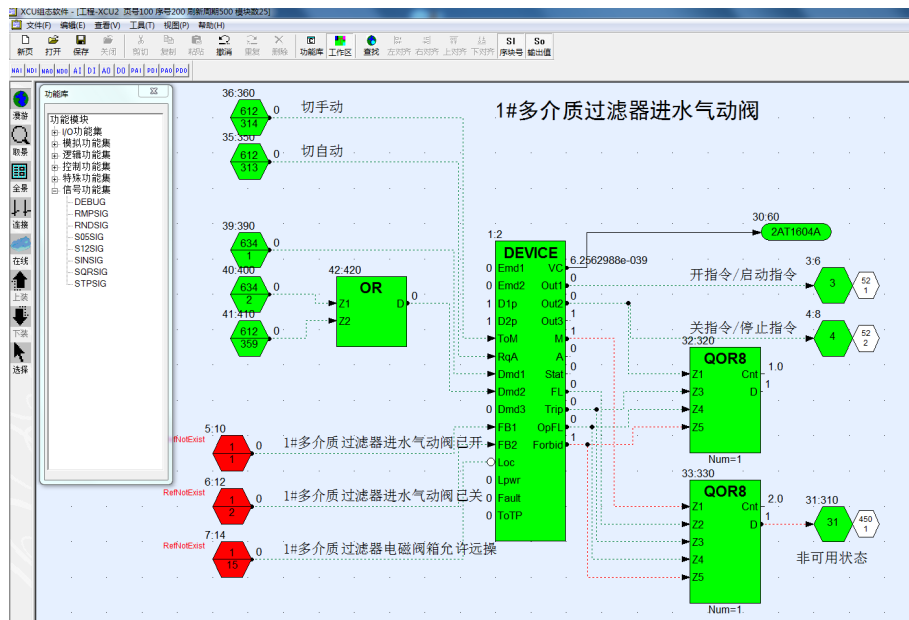 XCU组态软件 - [工程-XCU2 页号100 序号200 刷新周期500 模块数25]
文件(F) 编辑(E) 查看(V) 工具(T) 视图(P) 帮助(H)
新页 打开 保存 关闭 剪切 复制 粘贴 撤消 重复 删除 功能库 工作区 查找 左对齐 右对齐 上对齐 下对齐 序块号 输出值
SI So
NAI NDI NAO NDO AI DI AO DO PAI PDI PAO PDO
漫游
取景
全景
连接
在线
上装
下装
选择
功能库
功能模块
I/O功能集
模拟功能集
逻辑功能集
控制功能集
特殊功能集
信号功能集
DEBUG
RMPSIG
RNDSIG
S05SIG
S12SIG
SINSIG
SQRSIG
STPSIG
1#多介质过滤器进水气动阀
36:360
612
314
0
切手动
35:350
612
313
0
切自动
39:390
634
1
0
40:400
634
2
0
41:410
612
359
0
42:420
OR
Z1 D 0
Z2
5:10
RefNotExist
1
1
0
1#多介质过滤器进水气动阀已开
6:12
RefNotExist
1
2
0
1#多介质过滤器进水气动阀已关
7:14
RefNotExist
1
15
0
1#多介质过滤器电磁阀箱允许远操
1:2
DEVICE
0 Emd1 VC 6.2562988e-039
0 Emd2 Out1 0
1 D1p Out2 0
1 D2p Out3 1
ToM M 1
RqA A 0
Dmd1 Stat 0
Dmd2 FL 0
0 Dmd3 Trip 0
FB1 OpFL 0
FB2 Forbid 1
Loc
0 Lpwr
0 Fault
0 ToTP
30:60
2AT1604A
3:6
开指令/启动指令
3
52
1
4:8
关指令/停止指令
4
52
2
32:320
QOR8
Z1 Cnt 1.0
Z3 D 1
Z4
Z5
Num=1
33:330
QOR8
Z1 Cnt 2.0
Z2 D 1
Z3
Z4
Z5
Num=1
31:310
31
450
1
非可用状态